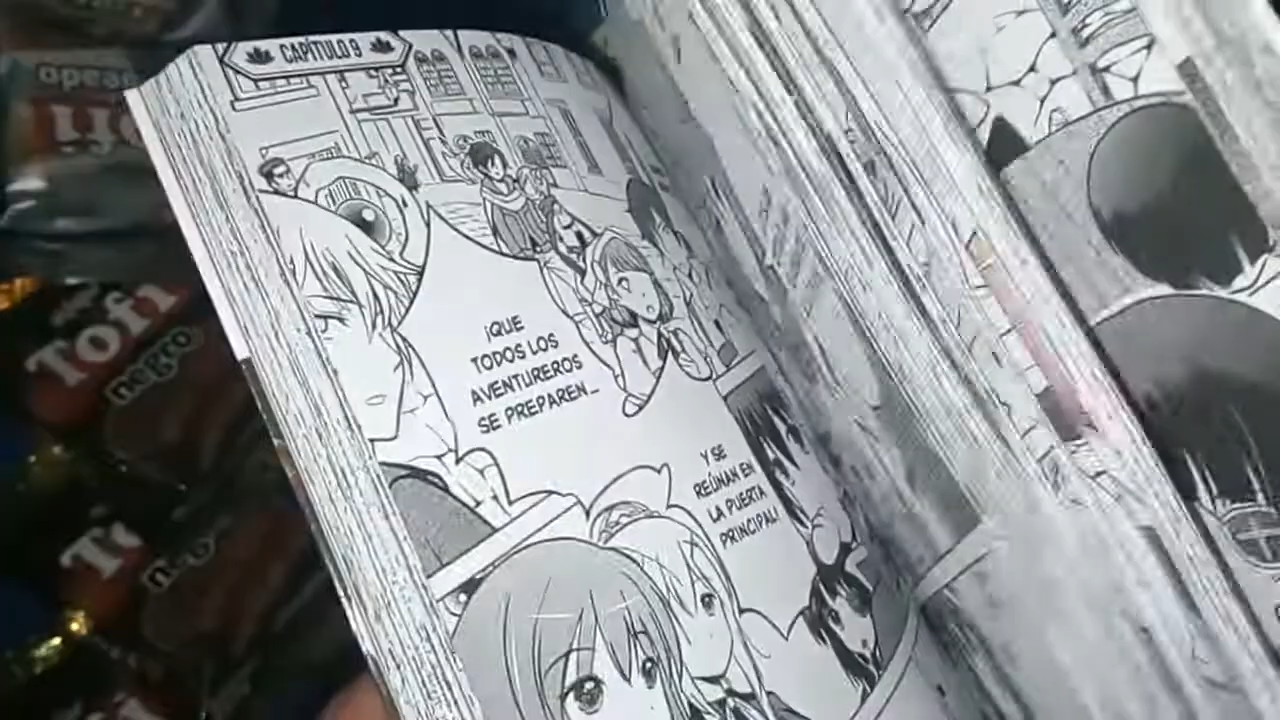 CAPÍTULO 9
¡QUE
TODOS LOS
AVENTUREROS
SE PREPAREN...
Y SE
REÚNAN EN
LA PUERTA
PRINCIPAL!
Tofi
negro